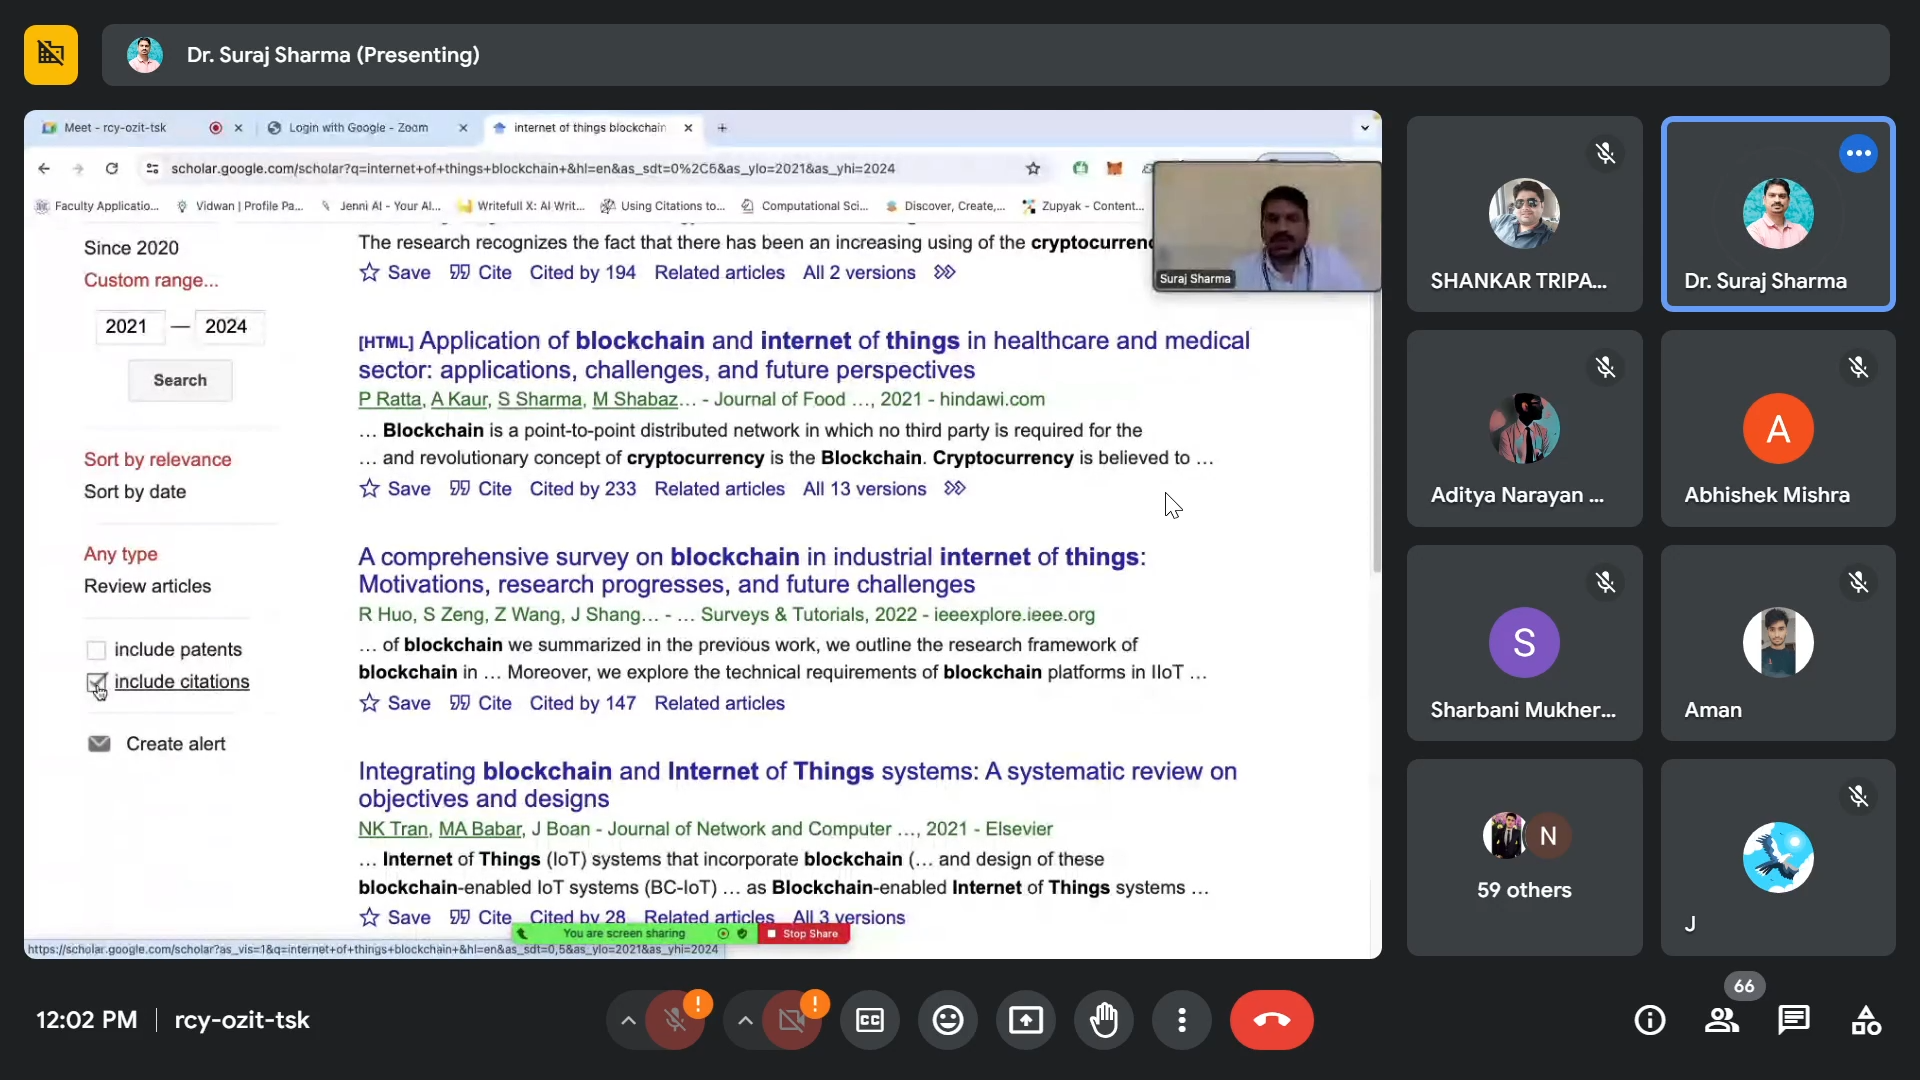 Dr. Suraj Sharma (Presenting)
Meet - rcy-ozit-tsk
Login with Google - Zoom
internet of things blockchain
scholar.google.com/scholar?q=internet+of+things+blockchain+&hl=en&as_sdt=0%2C5&as_ylo=2021&as_yhi=2024
Faculty Applicatio...
Vidwan | Profile Pa...
Jenni AI - Your AI...
Writefull X: AI Writ...
Using Citations to...
Computational Sci...
Discover, Create,...
Zupyak - Content...
Suraj Sharma
Since 2020
Custom range...
2021 — 2024
Search
Sort by relevance
Sort by date
Any type
Review articles
include patents
include citations
Create alert
The research recognizes the fact that there has been an increasing using of the
Save Cite Cited by 194 Related articles All 2 versions
[HTML] Application of blockchain and internet of things in healthcare and medical
sector: applications, challenges, and future perspectives
P Ratta, A Kaur, S Sharma, M Shabaz… - Journal of Food …, 2021 - hindawi.com
… Blockchain is a point-to-point distributed network in which no third party is required for the
… and revolutionary concept of cryptocurrency is the Blockchain. Cryptocurrency is believed to …
Save Cite Cited by 233 Related articles All 13 versions
A comprehensive survey on blockchain in industrial internet of things:
Motivations, research progresses, and future challenges
R Huo, S Zeng, Z Wang, J Shang… - … Surveys & Tutorials, 2022 - ieeexplore.ieee.org
… of blockchain we summarized in the previous work, we outline the research framework of
blockchain in … Moreover, we explore the technical requirements of blockchain platforms in IIoT …
Save Cite Cited by 147 Related articles
Integrating blockchain and Internet of Things systems: A systematic review on
objectives and designs
NK Tran, MA Babar, J Boan - Journal of Network and Computer …, 2021 - Elsevier
… Internet of Things (IoT) systems that incorporate blockchain (… and design of these
blockchain-enabled IoT systems (BC-IoT) … as Blockchain-enabled Internet of Things systems …
Save Cite Cited by 28 Related articles All 3 versions
You are screen sharing
Stop Share
https://scholar.google.com/scholar?as_vis=1&q=internet+of+things+blockchain+&hl=en&as_sdt=0,5&as_ylo=2021&as_yhi=2024
SHANKAR TRIPA...
Dr. Suraj Sharma
Aditya Narayan ...
A
Abhishek Mishra
S
Sharbani Mukher...
Aman
N
59 others
J
12:02 PM
rcy-ozit-tsk
CC
66